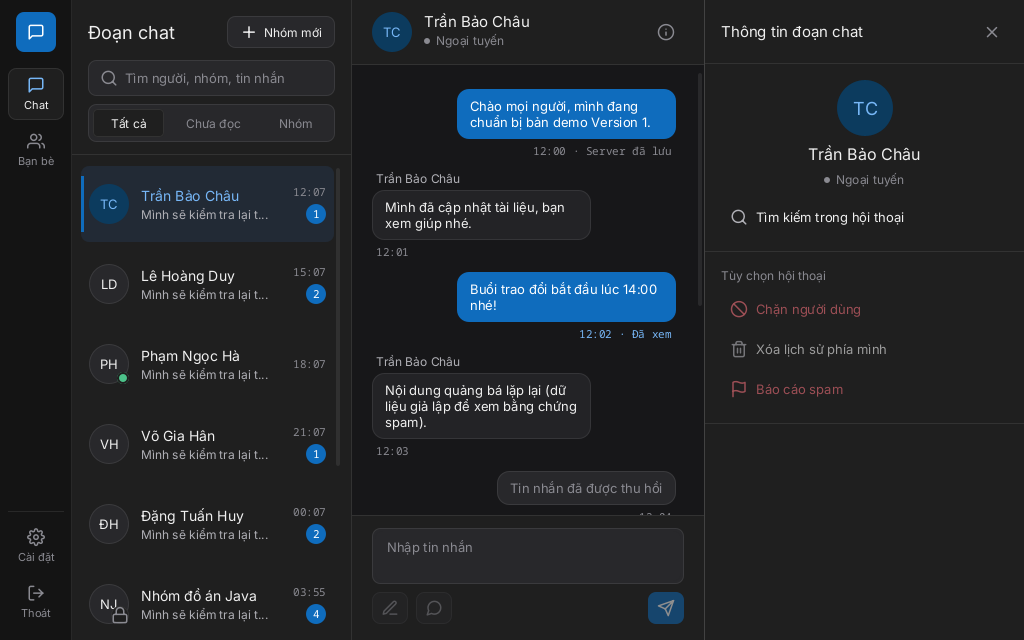 Chat
Bạn bè
Cài đặt
Thoát
Đoạn chat
Nhóm mới
Tìm người, nhóm, tin nhắn
Tất cả
Chưa đọc
Nhóm
TC
Trần Bảo Châu
12:07
Mình sẽ kiểm tra lại t...
1
LD
Lê Hoàng Duy
15:07
Mình sẽ kiểm tra lại t...
2
PH
Phạm Ngọc Hà
18:07
Mình sẽ kiểm tra lại t...
VH
Võ Gia Hân
21:07
Mình sẽ kiểm tra lại t...
1
ĐH
Đặng Tuấn Huy
00:07
Mình sẽ kiểm tra lại t...
2
NJ
Nhóm đồ án Java
03:55
Mình sẽ kiểm tra lại t...
4
TC
Trần Bảo Châu
Ngoại tuyến
Chào mọi người, mình đang
chuẩn bị bản demo Version 1.
12:00 · Server đã lưu
Trần Bảo Châu
Mình đã cập nhật tài liệu, bạn
xem giúp nhé.
12:01
Buổi trao đổi bắt đầu lúc 14:00
nhé!
12:02 · Đã xem
Trần Bảo Châu
Nội dung quảng bá lặp lại (dữ
liệu giả lập để xem bằng chứng
spam).
12:03
Tin nhắn đã được thu hồi
Nhập tin nhắn
Thông tin đoạn chat
TC
Trần Bảo Châu
Ngoại tuyến
Tìm kiếm trong hội thoại
Tùy chọn hội thoại
Chặn người dùng
Xóa lịch sử phía mình
Báo cáo spam